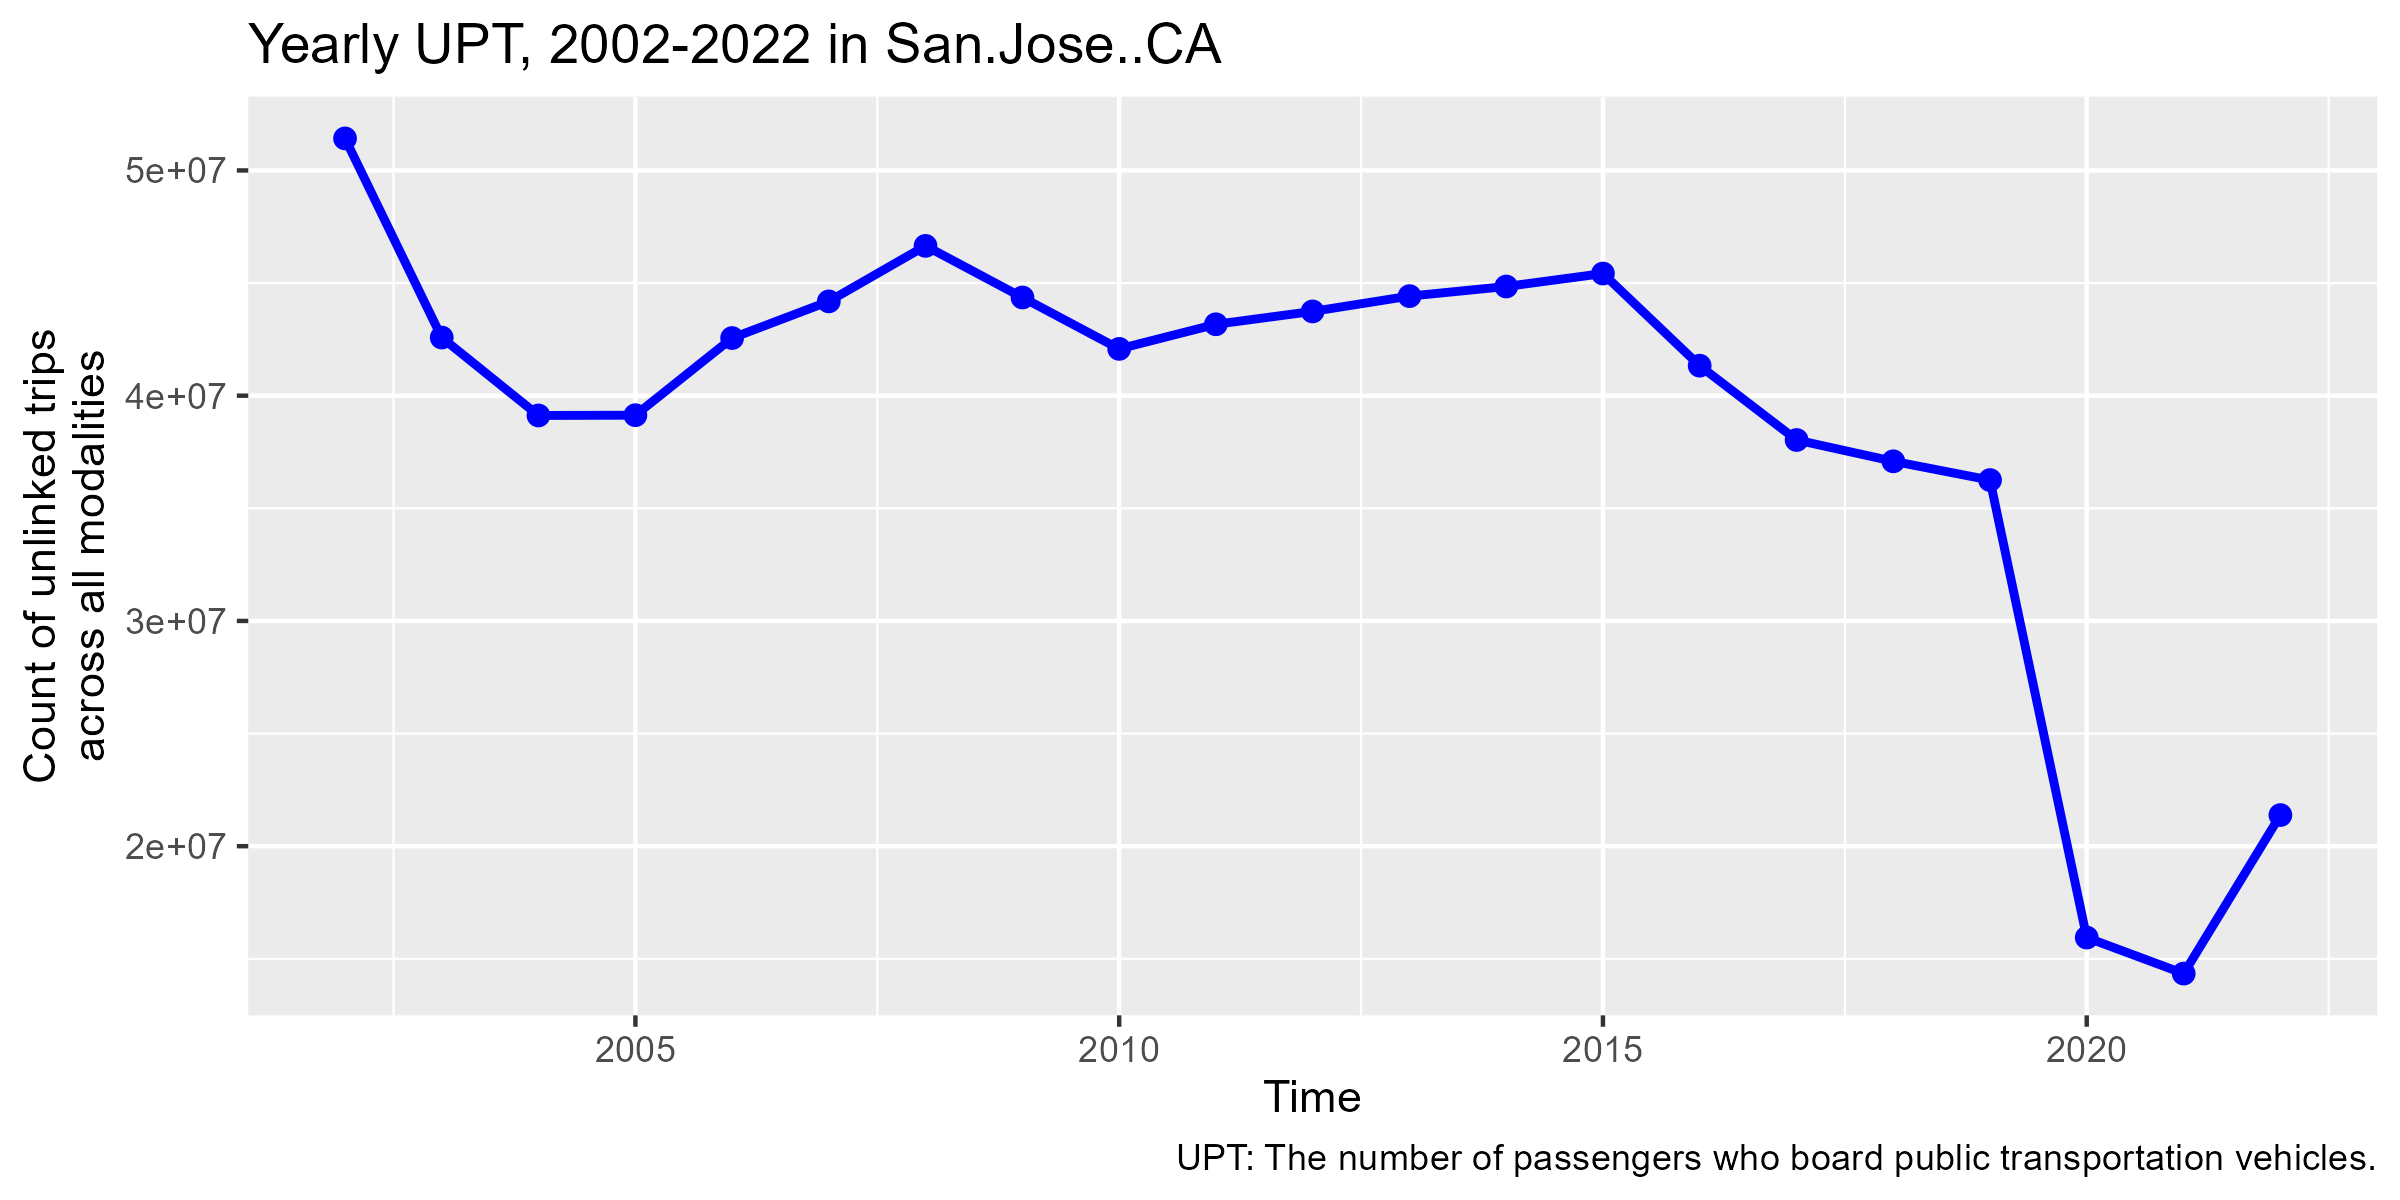 Yearly UPT, 2002-2022 in San.Jose..CA
Count of unlinked trips
across all modalities
5e+07
4e+07
3e+07
2e+07
2005
2010
2015
2020
Time
UPT: The number of passengers who board public transportation vehicles.